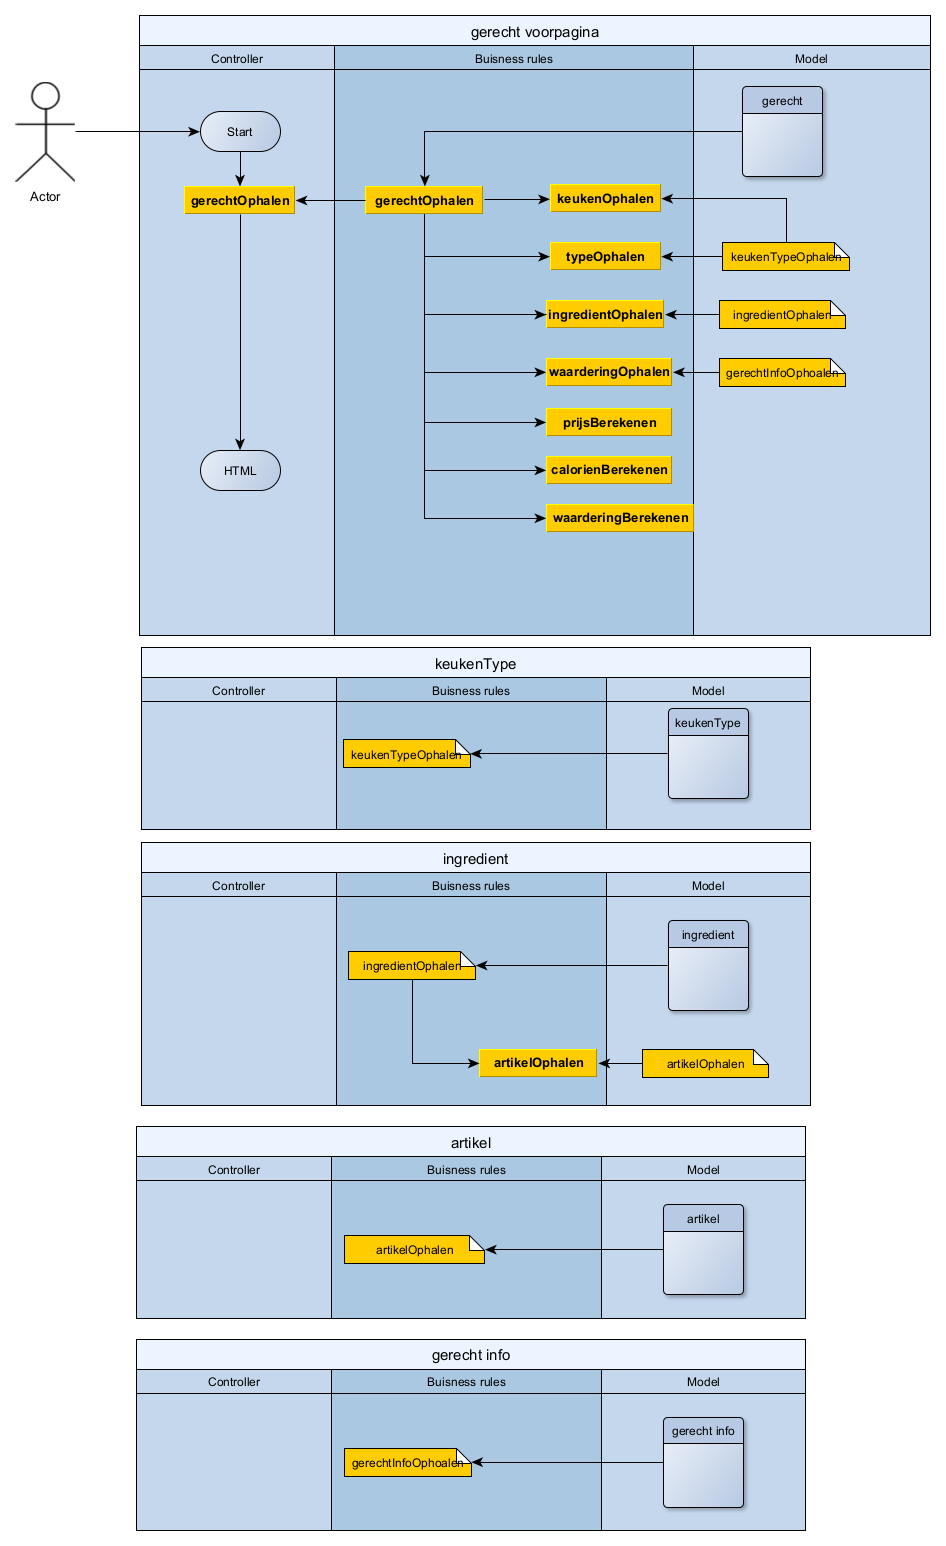 gerecht voorpagina
Controller
Buisness rules
Model
gerecht
Start
Actor
gerechtOphalen
gerechtOphalen
keukenOphalen
typeOphalen
keukenTypeOphalen
ingredientOphalen
ingredientOphalen
waarderingOphalen
gerechtInfoOphoalen
prijsBerekenen
HTML
calorienBerekenen
waarderingBerekenen
keukenType
Controller
Buisness rules
Model
keukenType
keukenTypeOphalen
ingredient
Controller
Buisness rules
Model
ingredient
ingredientOphalen
artikelOphalen
artikelOphalen
artikel
Controller
Buisness rules
Model
artikel
artikelOphalen
gerecht info
Controller
Buisness rules
Model
gerecht info
gerechtInfoOphoalen